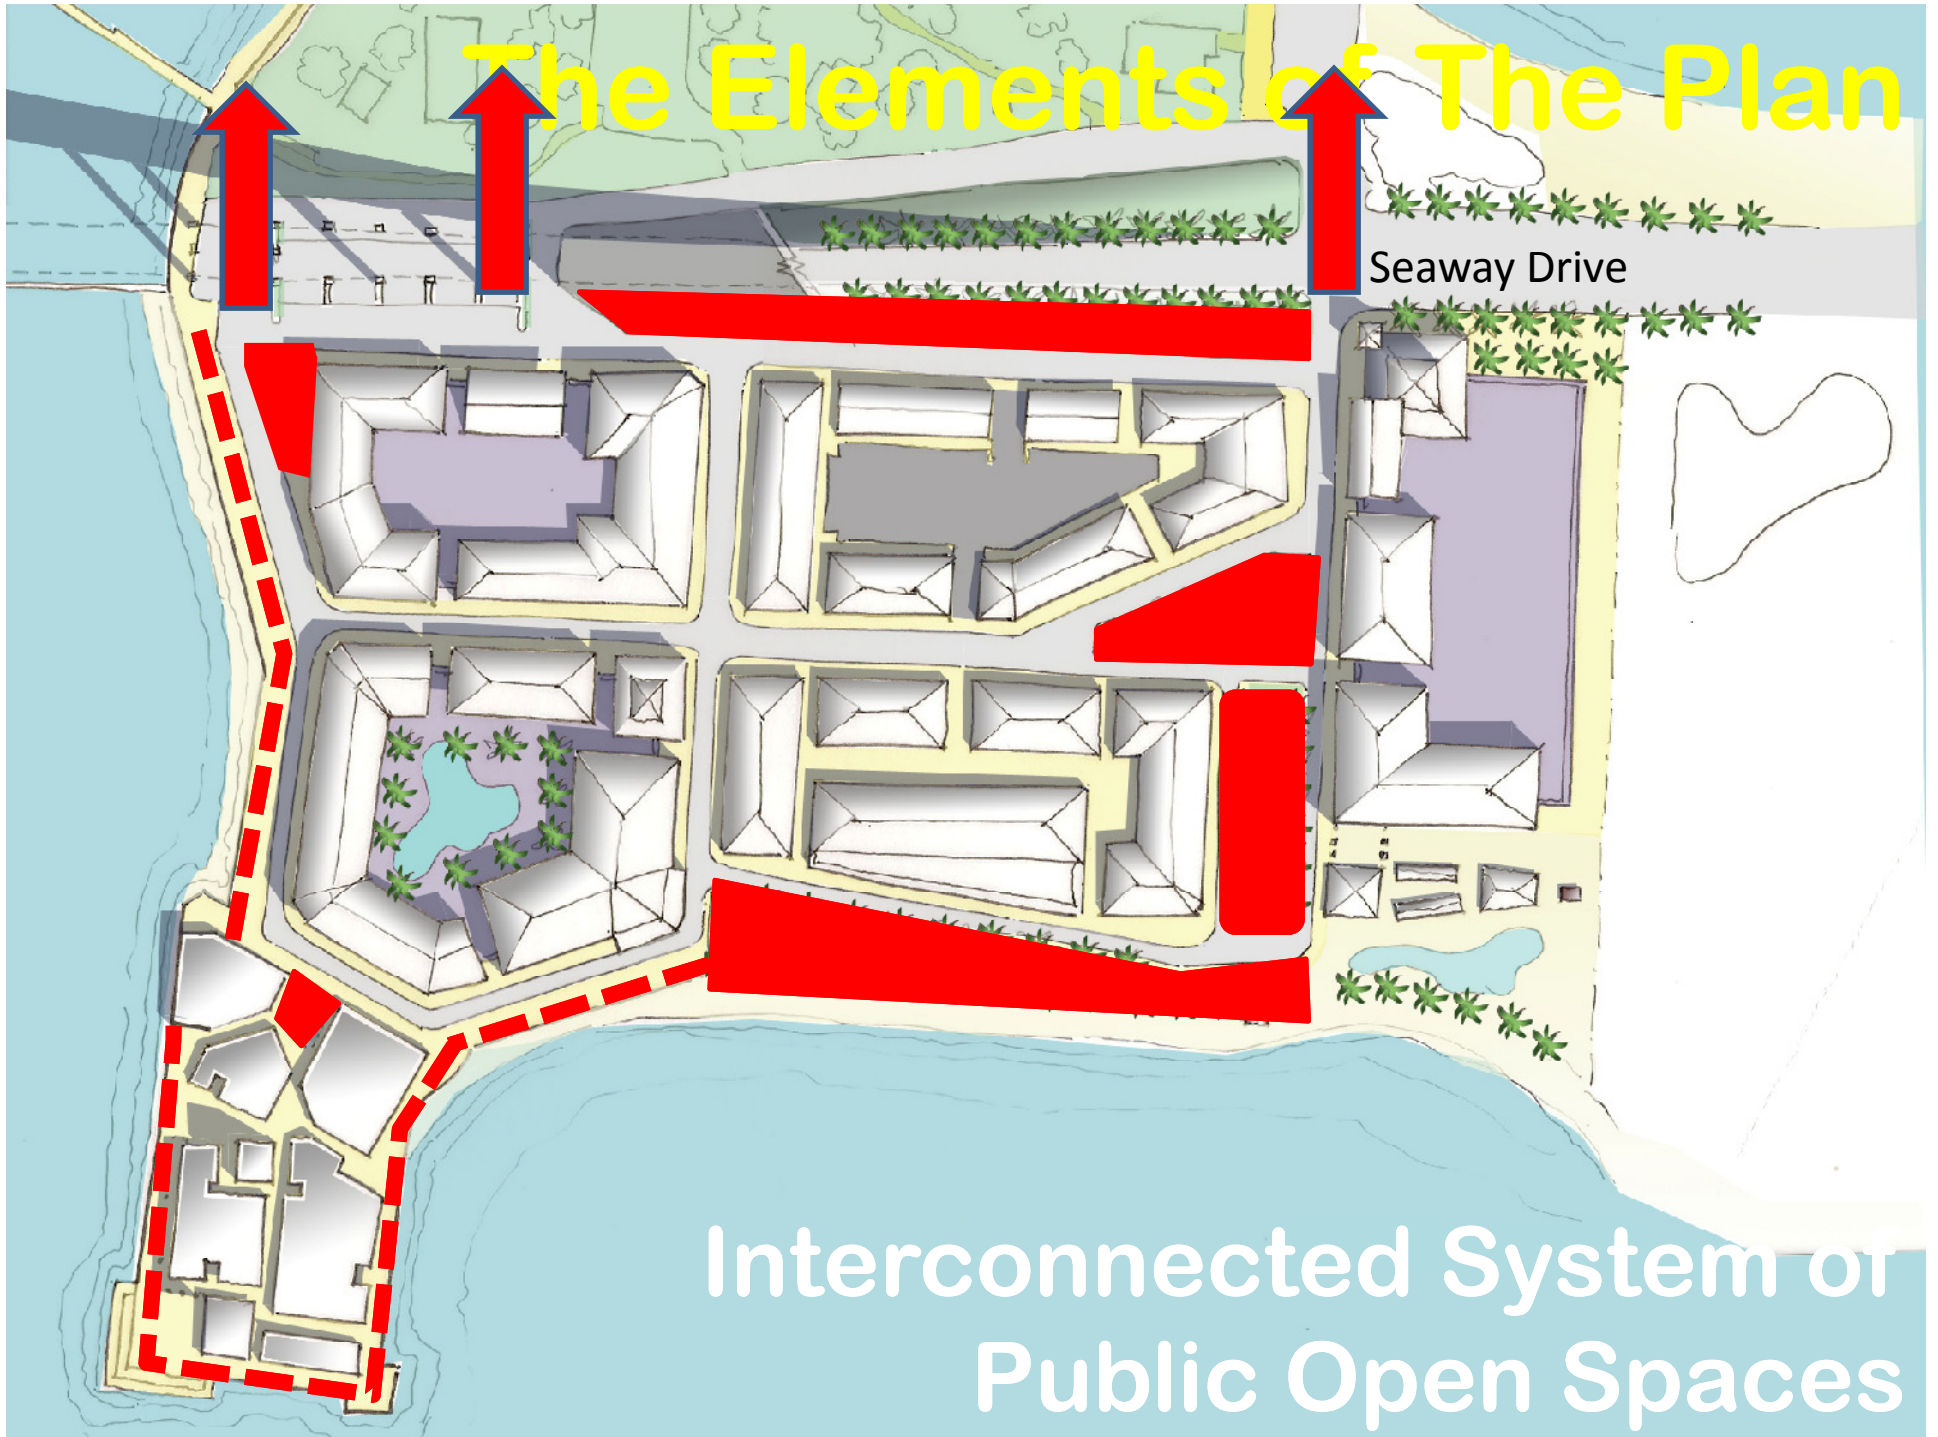 The Elements of The Plan
Seaway Drive
Interconnected System of
Public Open Spaces